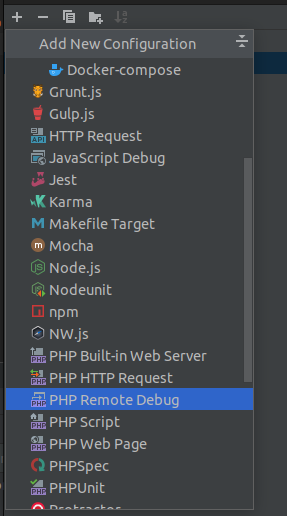 Add New Configuration
Docker-compose
Grunt.js
Gulp.js
HTTP Request
JavaScript Debug
Jest
Karma
Makefile Target
Mocha
Node.js
Nodeunit
npm
NW.js
PHP Built-in Web Server
PHP HTTP Request
PHP Remote Debug
PHP Script
PHP Web Page
PHPSpec
PHPUnit
Protractor